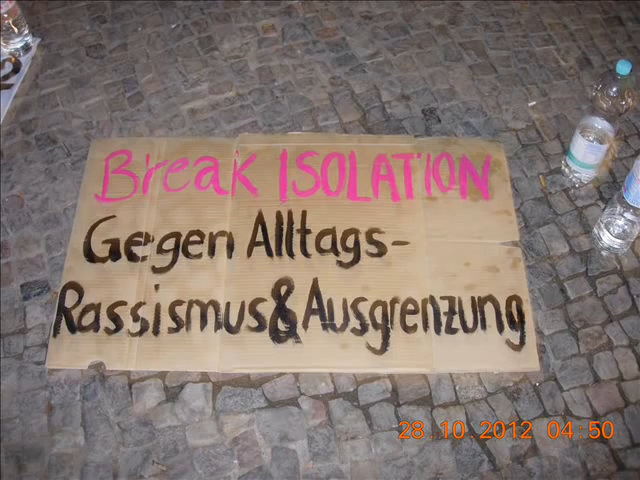 Break ISOLATION
Gegen Alltags-
Rassismus & Ausgrenzung
28 10 2012 04:50